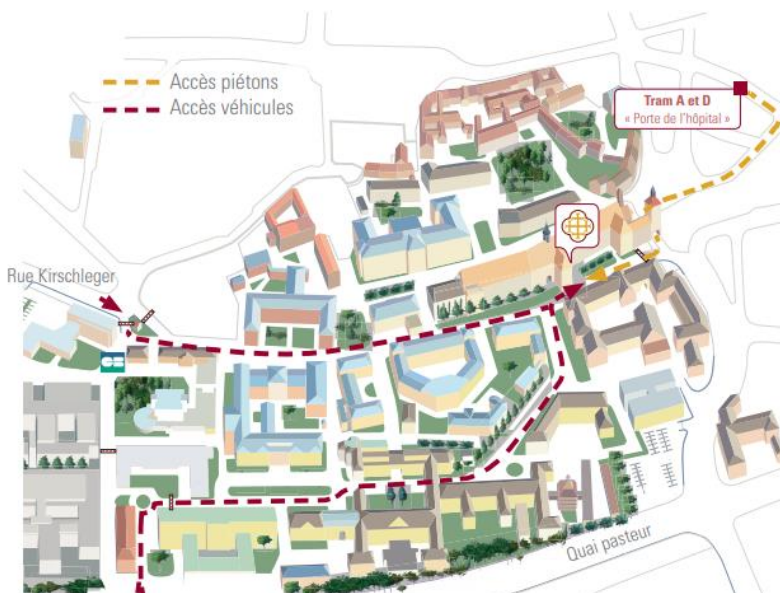 Accès piétons
Accès véhicules
Tram A et D
« Porte de l'hôpital »
Rue Kirschleger
Quai pasteur